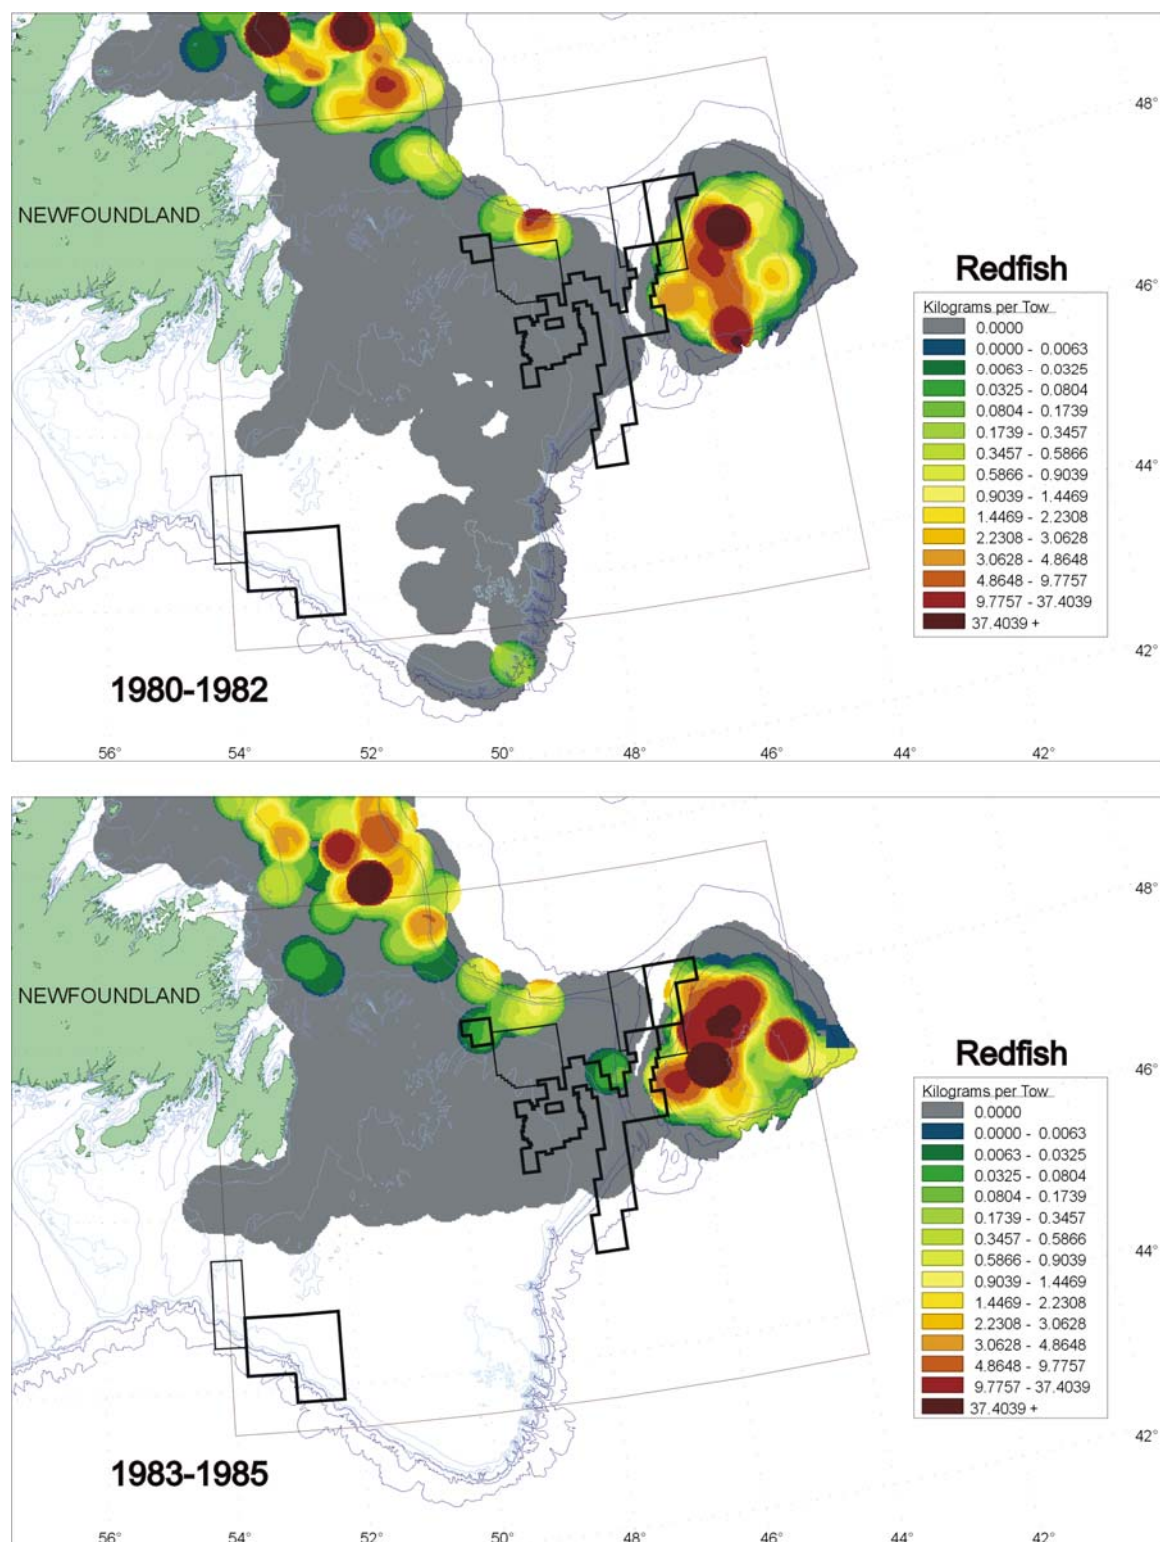 48°
NEWFOUNDLAND
Redfish
46°
Kilograms per Tow
0.0000
0.0000 - 0.0063
0.0063 - 0.0325
0.0325 - 0.0804
0.0804 - 0.1739
0.1739 - 0.3457
0.3457 - 0.5866
0.5866 - 0.9039
0.9039 - 1.4469
1.4469 - 2.2308
2.2308 - 3.0628
3.0628 - 4.8648
4.8648 - 9.7757
9.7757 - 37.4039
37.4039 +
44°
42°
1980-1982
56° 54° 52° 50° 48° 46° 44° 42°
48°
NEWFOUNDLAND
Redfish
46°
Kilograms per Tow
0.0000
0.0000 - 0.0063
0.0063 - 0.0325
0.0325 - 0.0804
0.0804 - 0.1739
0.1739 - 0.3457
0.3457 - 0.5866
0.5866 - 0.9039
0.9039 - 1.4469
1.4469 - 2.2308
2.2308 - 3.0628
3.0628 - 4.8648
4.8648 - 9.7757
9.7757 - 37.4039
37.4039 +
44°
42°
1983-1985
56° 54° 52° 50° 48° 46° 44° 42°